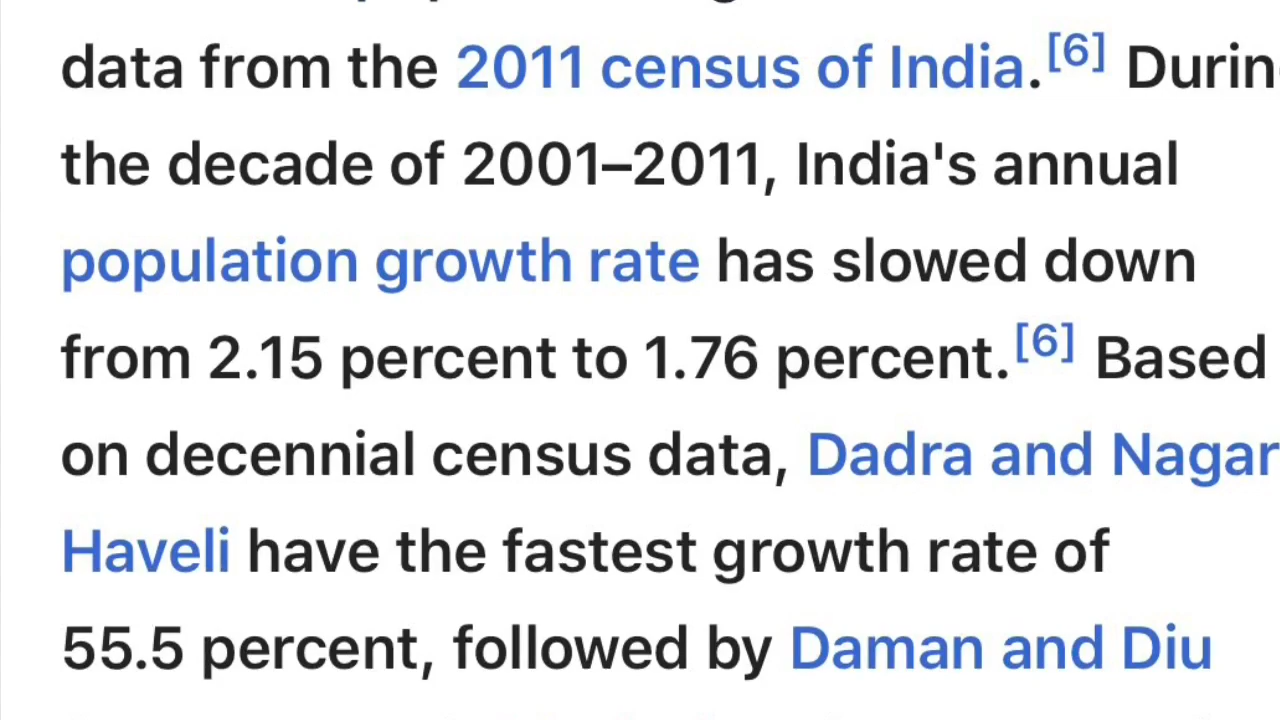 data from the 2011 census of India.[6] Durin
the decade of 2001–2011, India's annual
population growth rate has slowed down
from 2.15 percent to 1.76 percent.[6] Based
on decennial census data, Dadra and Nagar
Haveli have the fastest growth rate of
55.5 percent, followed by Daman and Diu